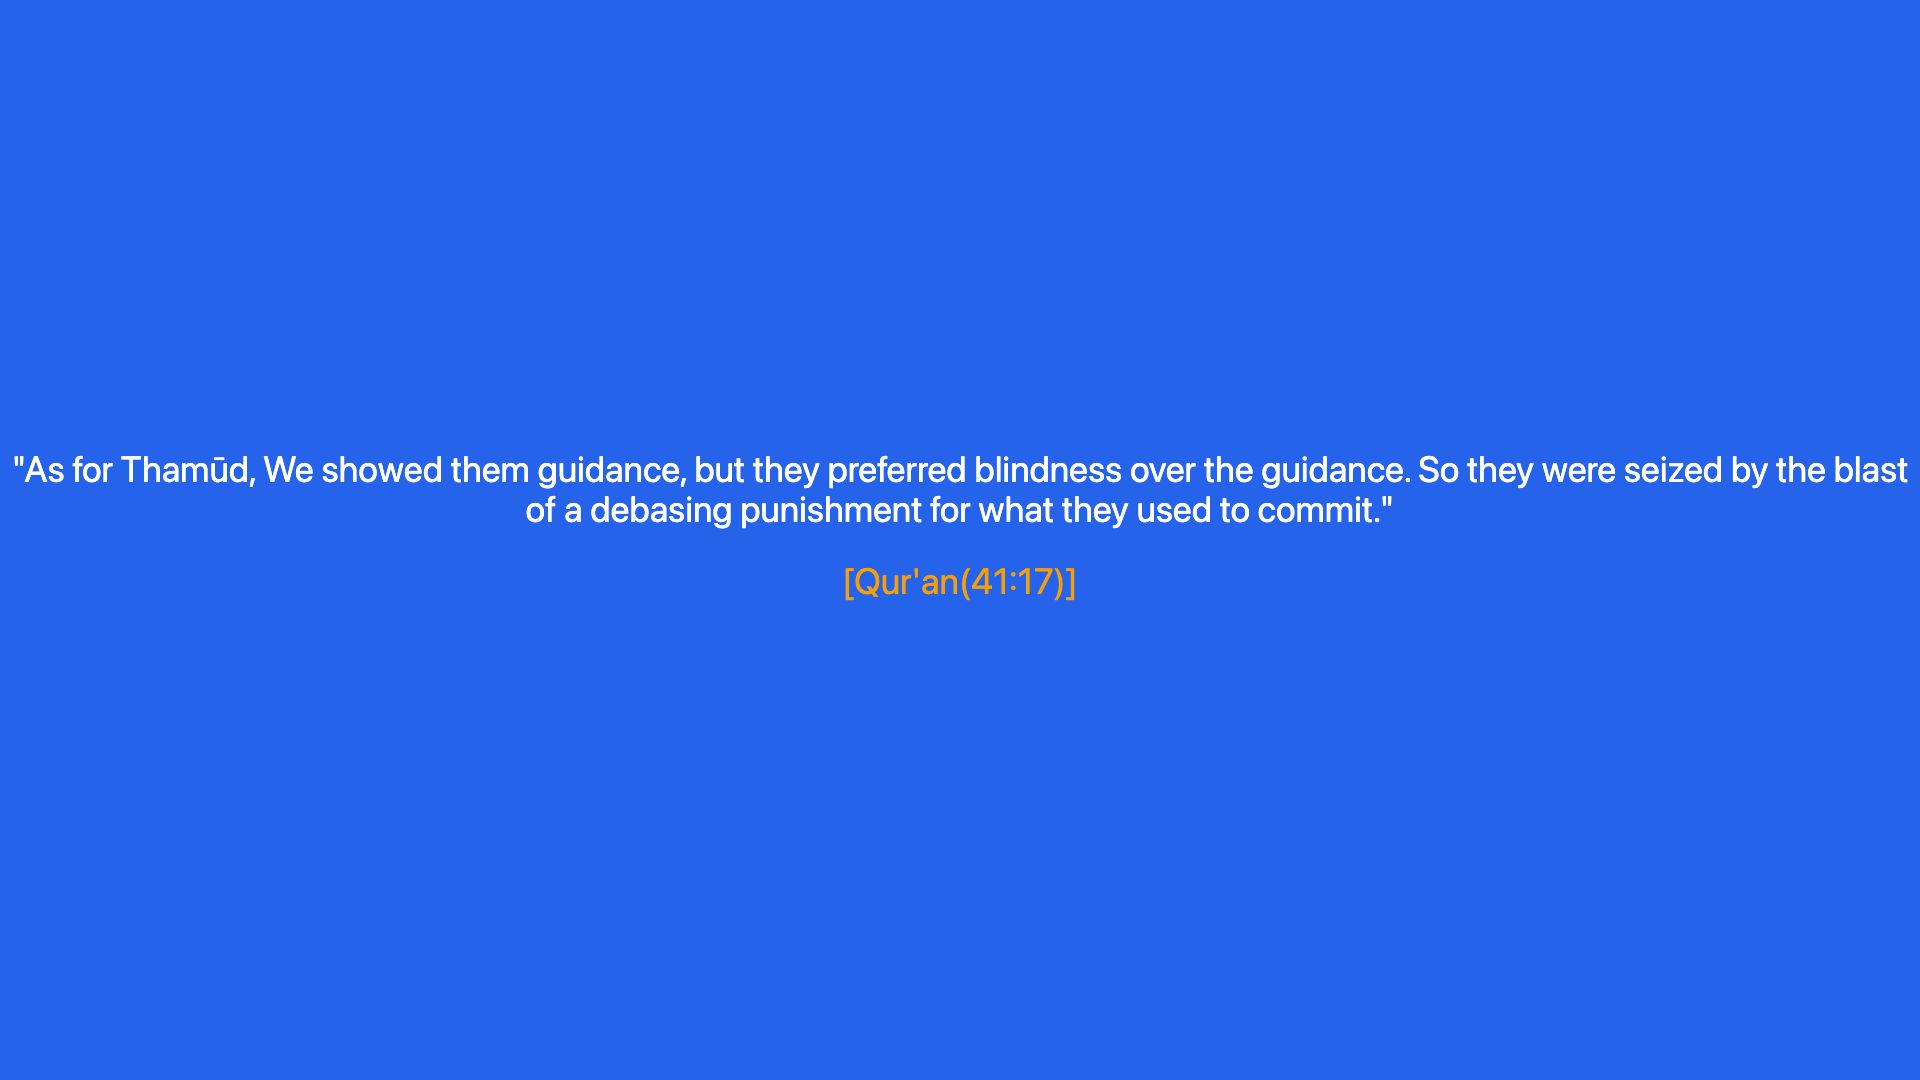 "As for Thamūd, We showed them guidance, but they preferred blindness over the guidance. So they were seized by the blast
of a debasing punishment for what they used to commit."
[Qur'an(41:17)]